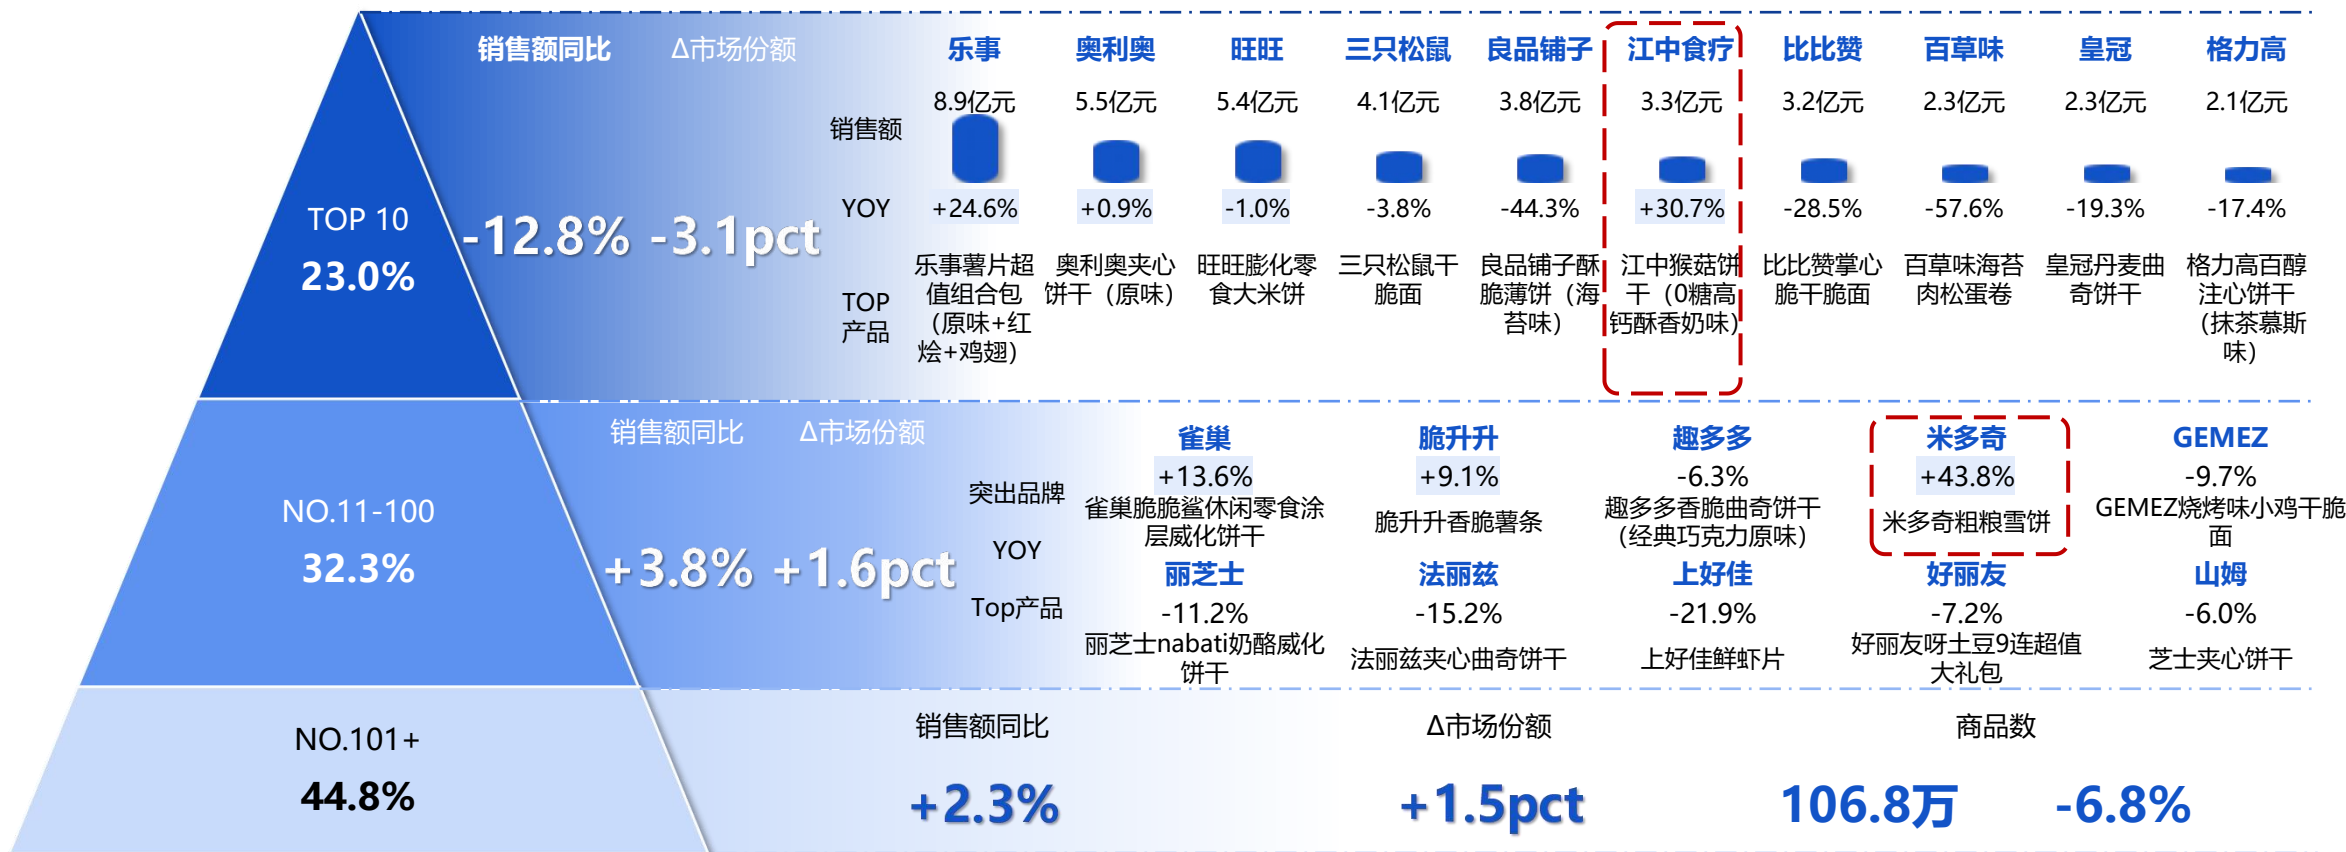 销售额同比 Δ市场份额
乐事 奥利奥 旺旺 三只松鼠 良品铺子 江中食疗 比比赞 百草味 皇冠 格力高
8.9亿元 5.5亿元 5.4亿元 4.1亿元 3.8亿元 3.3亿元 3.2亿元 2.3亿元 2.3亿元 2.1亿元
销售额
TOP 10
23.0%
-12.8% -3.1pct
YOY
+24.6% +0.9% -1.0% -3.8% -44.3% +30.7% -28.5% -57.6% -19.3% -17.4%
TOP
产品
乐事薯片超
值组合包
（原味+红
烩+鸡翅）
奥利奥夹心
饼干（原味）
旺旺膨化零
食大米饼
三只松鼠干
脆面
良品铺子酥
脆薄饼（海
苔味）
江中猴菇饼
干（0糖高
钙酥香奶味）
比比赞掌心
脆干脆面
百草味海苔
肉松蛋卷
皇冠丹麦曲
奇饼干
格力高百醇
注心饼干
（抹茶慕斯
味）
销售额同比 Δ市场份额
NO.11-100
32.3%
+3.8% +1.6pct
突出品牌
YOY
Top产品
雀巢 脆升升 趣多多 米多奇 GEMEZ
+13.6% +9.1% -6.3% +43.8% -9.7%
雀巢脆脆鲨休闲零食涂
层威化饼干
脆升升香脆薯条
趣多多香脆曲奇饼干
（经典巧克力原味）
米多奇粗粮雪饼
GEMEZ烧烤味小鸡干脆
面
丽芝士 法丽兹 上好佳 好丽友 山姆
-11.2% -15.2% -21.9% -7.2% -6.0%
丽芝士nabati奶酪威化
饼干
法丽兹夹心曲奇饼干
上好佳鲜虾片
好丽友呀土豆9连超值
大礼包
芝士夹心饼干
NO.101+
44.8%
销售额同比 Δ市场份额 商品数
+2.3% +1.5pct 106.8万 -6.8%